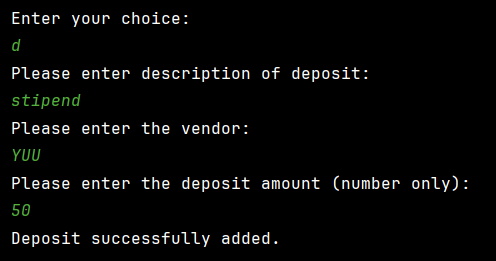 Enter your choice:
d
Please enter description of deposit:
stipend
Please enter the vendor:
YUU
Please enter the deposit amount (number only):
50
Deposit successfully added.